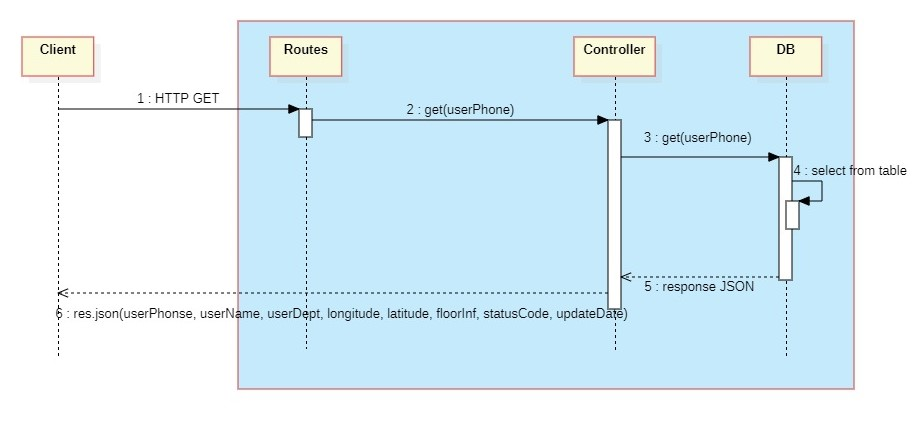 Client
Routes
Controller
DB
1 : HTTP GET
2 : get(userPhone)
3 : get(userPhone)
4 : select from table
5 : response JSON
6 : res.json(userPhonse, userName, userDept, longitude, latitude, floorInf, statusCode, updateDate)